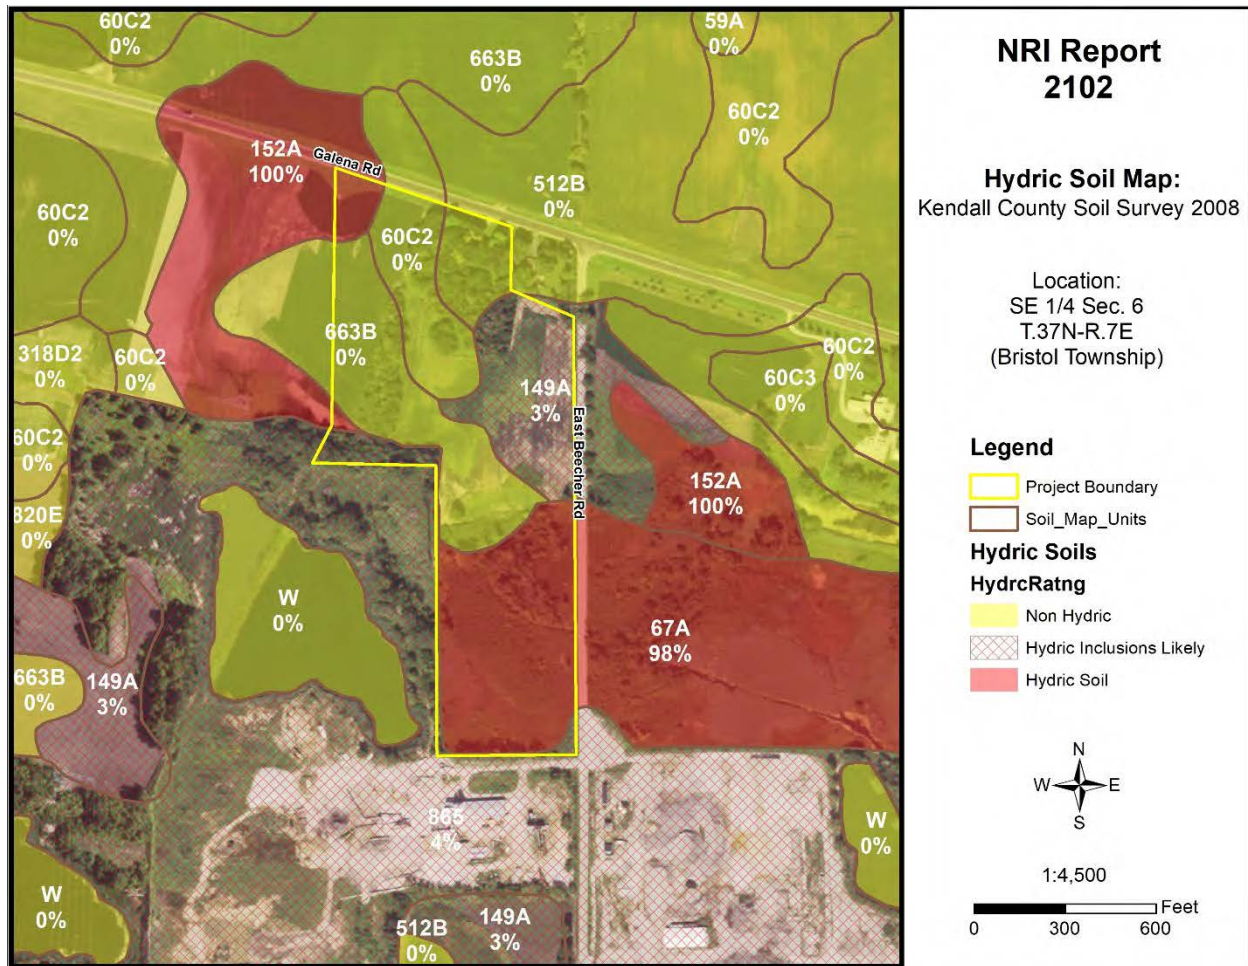 60C2
0%
663B
0%
59A
0%
60C2
0%
152A
100%
Galena Rd
512B
0%
60C2
0%
60C2
0%
663B
0%
318D2
0%
60C2
0%
60C2
0%
60C3
0%
149A
3%
East Beecher Rd
60C2
0%
152A
100%
820E
0%
W
0%
67A
98%
663B
0%
149A
3%
865
4%
W
0%
W
0%
512B
0%
149A
3%
NRI Report
2102
Hydric Soil Map:
Kendall County Soil Survey 2008
Location:
SE 1/4 Sec. 6
T.37N-R.7E
(Bristol Township)
Legend
Project Boundary
Soil_Map_Units
Hydric Soils
HydrcRatng
Non Hydric
Hydric Inclusions Likely
Hydric Soil
N
W E
S
1:4,500
Feet
0 300 600